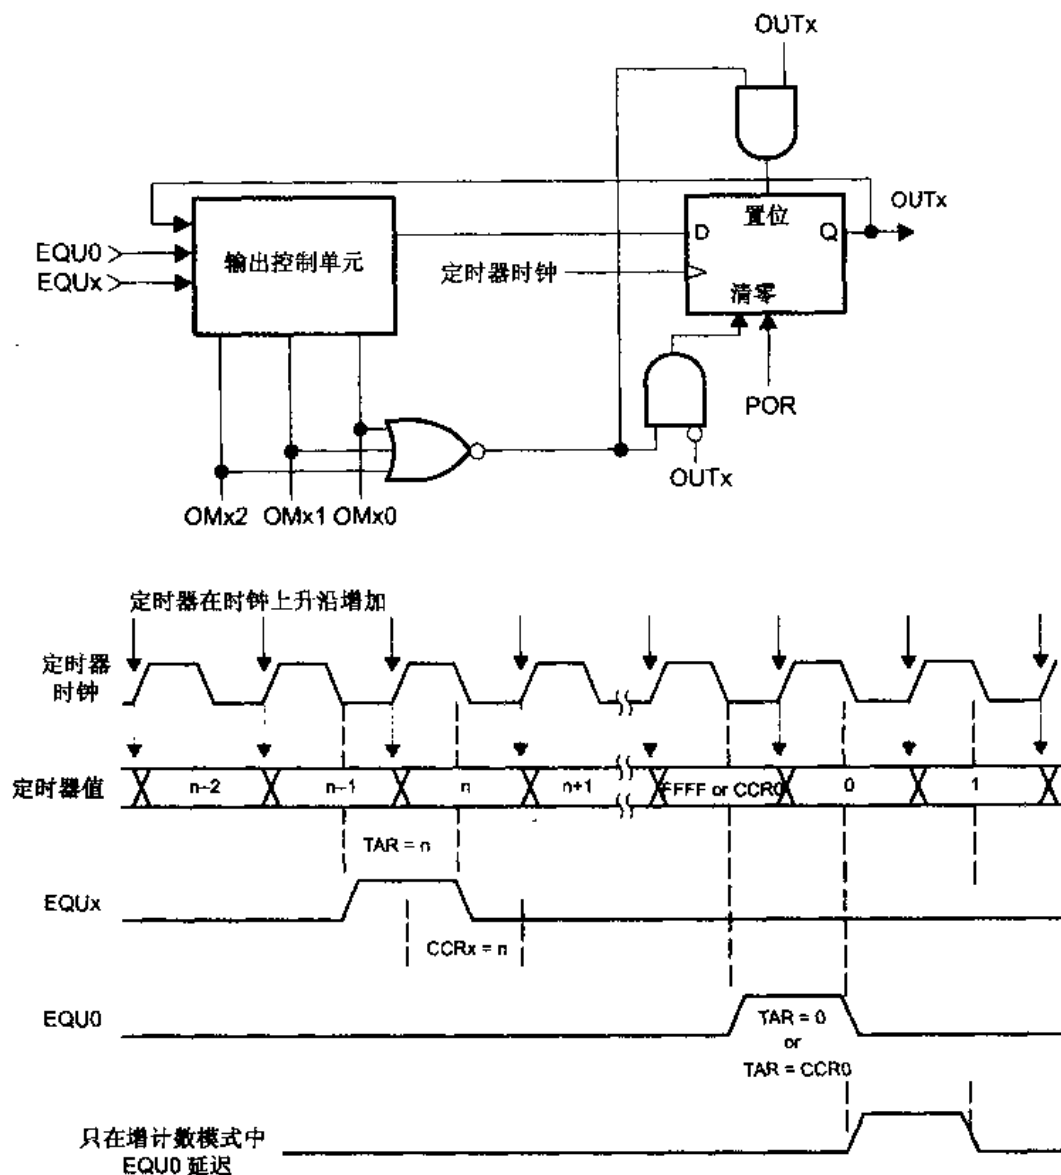 OUTx
EQU0
EQUx
输出控制单元
定时器时钟
D
置位
Q
清零
OUTx
POR
OUTx
OMx2 OMx1 OMx0
定时器在时钟上升沿增加
定时器
时钟
定时器值
n−2
n−1
n
n+1
FFFF or CCR0
0
1
TAR = n
EQUx
CCRx = n
EQU0
TAR = 0
or
TAR = CCR0
只在增计数模式中
EQU0 延迟